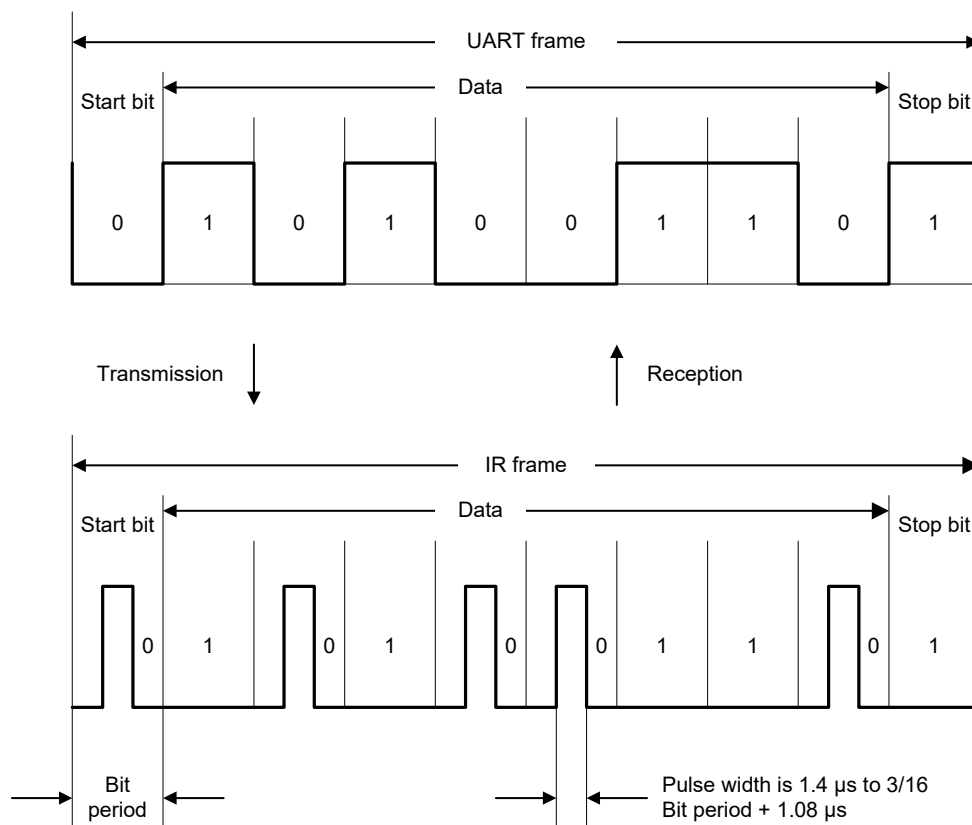 UART frame
Data
Start bit
Stop bit
0 1 0 1 0 0 1 1 0 1
Transmission
Reception
IR frame
Data
Start bit
Stop bit
0 1 0 1 0 0 1 1 0 1
Bit
period
Pulse width is 1.4 µs to 3/16
Bit period + 1.08 µs